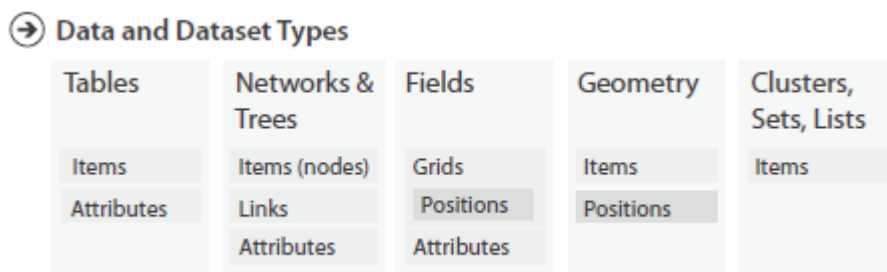 Data and Dataset Types
Tables
Items
Attributes
Networks &
Trees
Items (nodes)
Links
Attributes
Fields
Grids
Positions
Attributes
Geometry
Items
Positions
Clusters,
Sets, Lists
Items